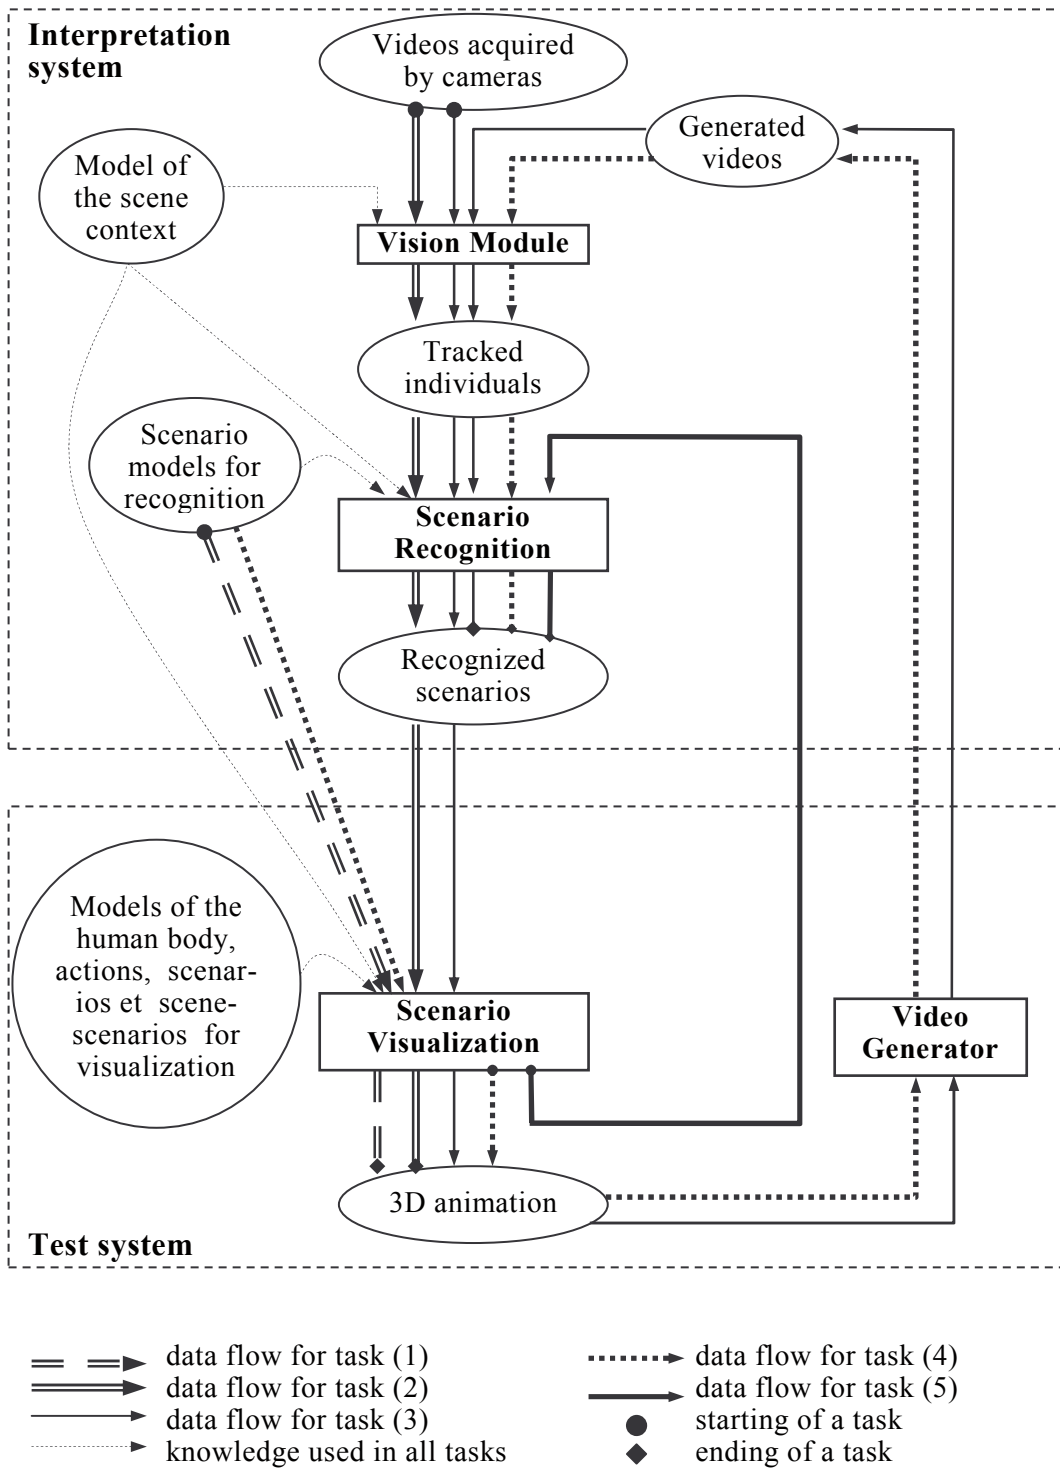 Interpretation
system
Videos acquired
by cameras
Generated
videos
Model of
the scene
context
Vision Module
Tracked
individuals
Scenario
models for
recognition
Scenario
Recognition
Recognized
scenarios
Models of the
human body,
actions, scenar-
ios et scene-
scenarios for
visualization
Scenario
Visualization
Video
Generator
3D animation
Test system
data flow for task (1)
data flow for task (2)
data flow for task (3)
knowledge used in all tasks
data flow for task (4)
data flow for task (5)
starting of a task
ending of a task